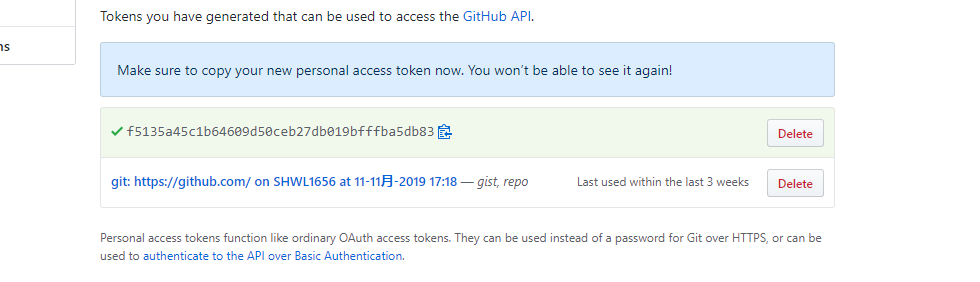 Tokens you have generated that can be used to access the GitHub API.
ns
Make sure to copy your new personal access token now. You won't be able to see it again!
f5135a45c1b64609d50ceb27db019bfffba5db83
Delete
git: https://github.com/ on SHWL1656 at 11-11月-2019 17:18 — gist, repo
Last used within the last 3 weeks
Delete
Personal access tokens function like ordinary OAuth access tokens. They can be used instead of a password for Git over HTTPS, or can be
used to authenticate to the API over Basic Authentication.